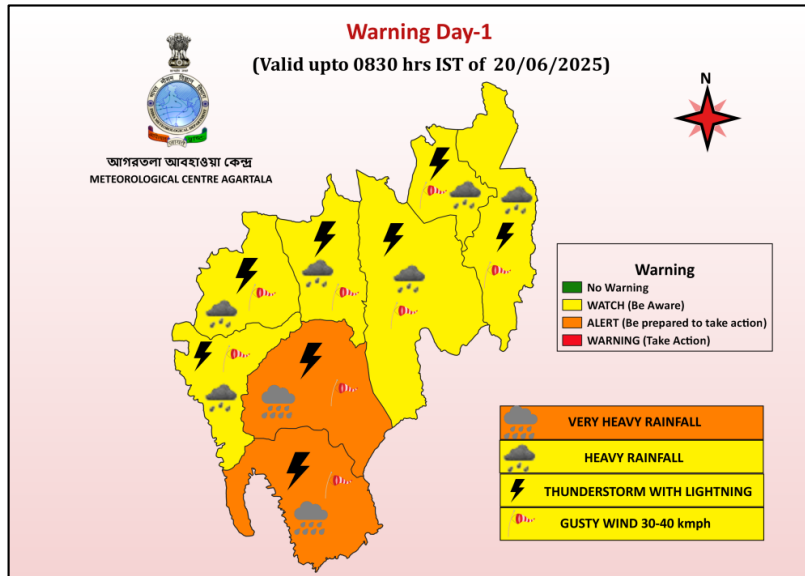 Warning Day-1
(Valid upto 0830 hrs IST of 20/06/2025)
N
আগরতলা আবহাওয়া কেন্দ্র
METEOROLOGICAL CENTRE AGARTALA
Warning
No Warning
WATCH (Be Aware)
ALERT (Be prepared to take action)
WARNING (Take Action)
VERY HEAVY RAINFALL
HEAVY RAINFALL
THUNDERSTORM WITH LIGHTNING
GUSTY WIND 30-40 kmph